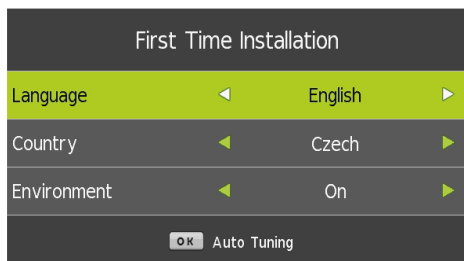 First Time Installation
Language English
Country Czech
Environment On
OK Auto Tuning